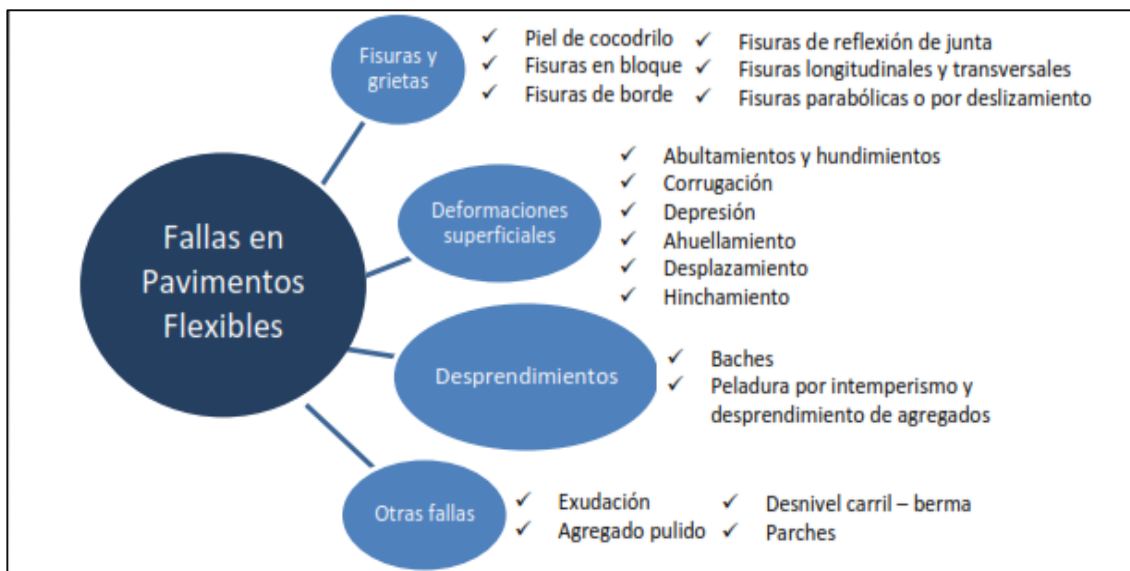 Fallas en
Pavimentos
Flexibles
Fisuras y
grietas
✓ Piel de cocodrilo
✓ Fisuras en bloque
✓ Fisuras de borde
✓ Fisuras de reflexión de junta
✓ Fisuras longitudinales y transversales
✓ Fisuras parabólicas o por deslizamiento
Deformaciones
superficiales
✓ Abultamientos y hundimientos
✓ Corrugación
✓ Depresión
✓ Ahuellamiento
✓ Desplazamiento
✓ Hinchamiento
Desprendimientos
✓ Baches
✓ Peladura por intemperismo y
desprendimiento de agregados
Otras fallas
✓ Exudación
✓ Agregado pulido
✓ Desnivel carril – berma
✓ Parches